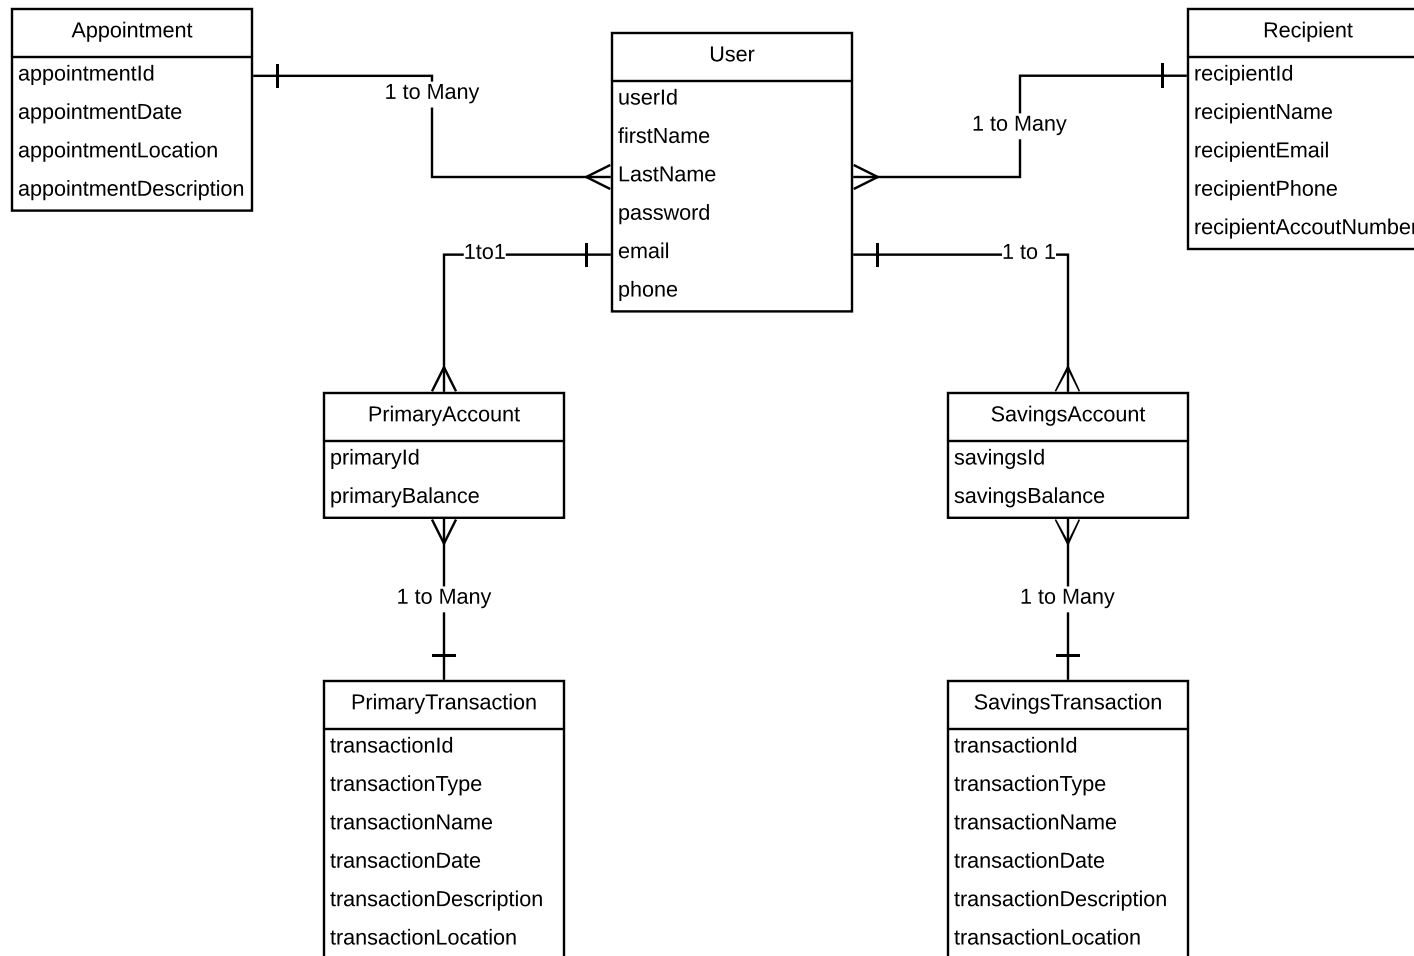 Appointment
appointmentId
appointmentDate
appointmentLocation
appointmentDescription
1 to Many
User
userId
firstName
LastName
password
email
phone
1 to Many
Recipient
recipientId
recipientName
recipientEmail
recipientPhone
recipientAccoutNumber
1to1
1 to 1
PrimaryAccount
primaryId
primaryBalance
SavingsAccount
savingsId
savingsBalance
1 to Many
1 to Many
PrimaryTransaction
transactionId
transactionType
transactionName
transactionDate
transactionDescription
transactionLocation
SavingsTransaction
transactionId
transactionType
transactionName
transactionDate
transactionDescription
transactionLocation